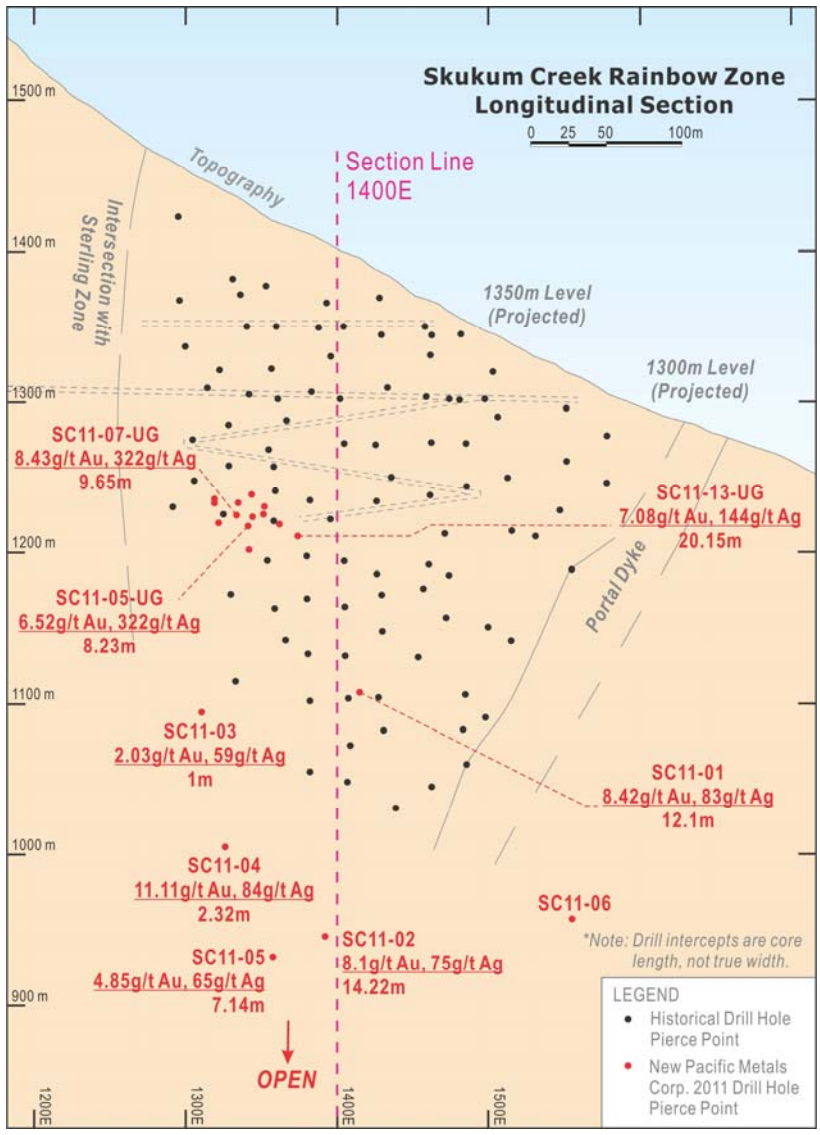 Skukum Creek Rainbow Zone
Longitudinal Section
0 25 50 100m
1500 m
Section Line
1400E
Topography
Intersection with
Sterling Zone
1400 m
1350m Level
(Projected)
1300m Level
(Projected)
1300 m
SC11-07-UG
8.43g/t Au, 322g/t Ag
9.65m
SC11-13-UG
7.08g/t Au, 144g/t Ag
20.15m
1200 m
SC11-05-UG
6.52g/t Au, 322g/t Ag
8.23m
Portal Dyke
1100 m
SC11-03
2.03g/t Au, 59g/t Ag
1m
SC11-01
8.42g/t Au, 83g/t Ag
12.1m
1000 m
SC11-04
11.11g/t Au, 84g/t Ag
2.32m
SC11-06
SC11-02
8.1g/t Au, 75g/t Ag
14.22m
SC11-05
4.85g/t Au, 65g/t Ag
7.14m
*Note: Drill intercepts are core
length, not true width.
900 m
OPEN
LEGEND
Historical Drill Hole
Pierce Point
New Pacific Metals
Corp. 2011 Drill Hole
Pierce Point
1200E
1300E
1400E
1500E